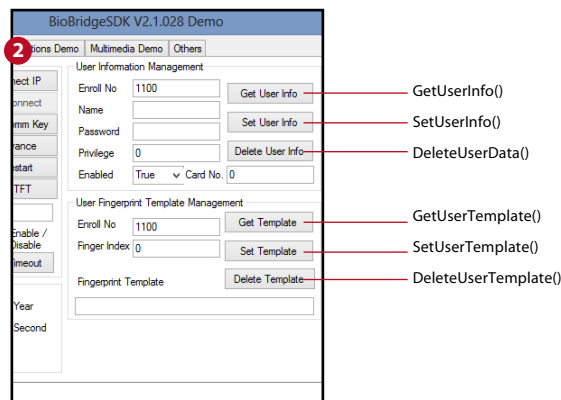 BioBridgeSDK V2.1.028 Demo
2
tions Demo Multimedia Demo Others
User Information Management
nect IP
Enroll No 1100 Get User Info GetUserInfo()
onnect
Name
mm Key
Set User Info SetUserInfo()
Password
vance
Privilege 0 Delete User Info DeleteUserData()
estart
Enabled True Card No. 0
TFT
User Fingerprint Template Management
Enroll No 1100 Get Template GetUserTemplate()
Enable /
Disable
Finger Index 0 Set Template SetUserTemplate()
imeout
Fingerprint Template Delete Template DeleteUserTemplate()
Year
Second